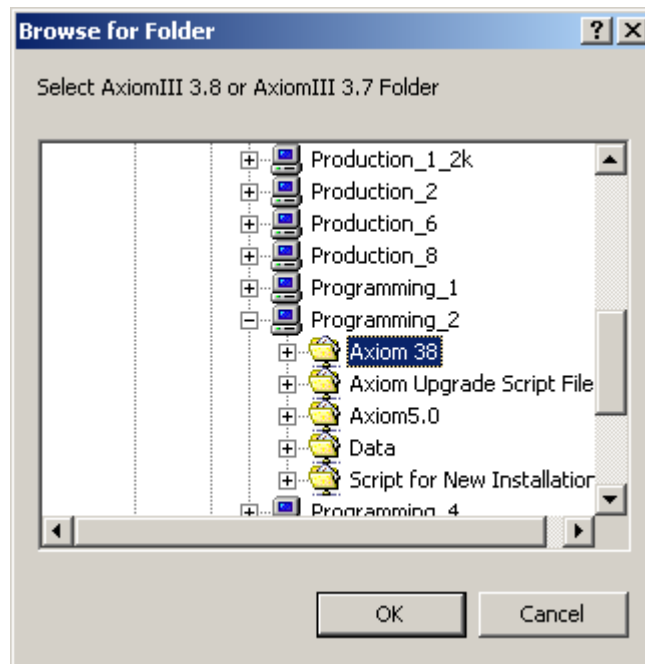 Browse for Folder
Select AxiomIII 3.8 or AxiomIII 3.7 Folder
Production_1_2k
Production_2
Production_6
Production_8
Programming_1
Programming_2
Axiom 38
Axiom Upgrade Script File
Axiom5.0
Data
Script for New Installation
Programming_4
OK
Cancel